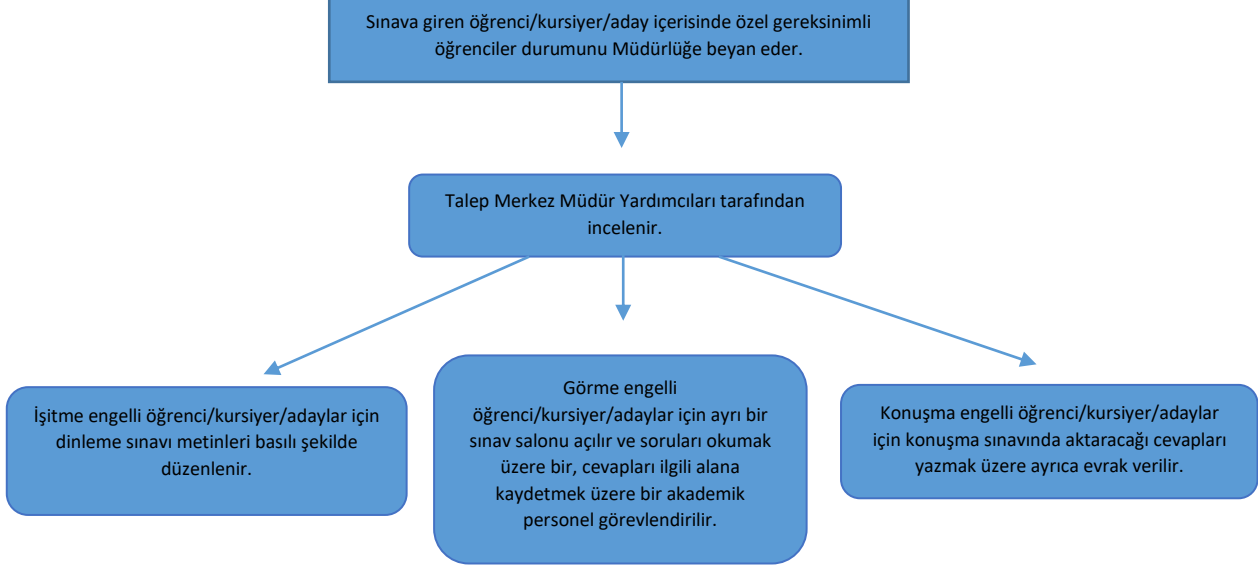 Sınava giren öğrenci/kursiyer/aday içerisinde özel gereksinimli
öğrenciler durumunu Müdürlüğe beyan eder.
Talep Merkez Müdür Yardımcıları tarafından
incelenir.
İşitme engelli öğrenci/kursiyer/adaylar için
dinleme sınavı metinleri basılı şekilde
düzenlenir.
Görme engelli
öğrenci/kursiyer/adaylar için ayrı bir
sınav salonu açılır ve soruları okumak
üzere bir, cevapları ilgili alana
kaydetmek üzere bir akademik
personel görevlendirilir.
Konuşma engelli öğrenci/kursiyer/adaylar
için konuşma sınavında aktaracağı cevapları
yazmak üzere ayrıca evrak verilir.